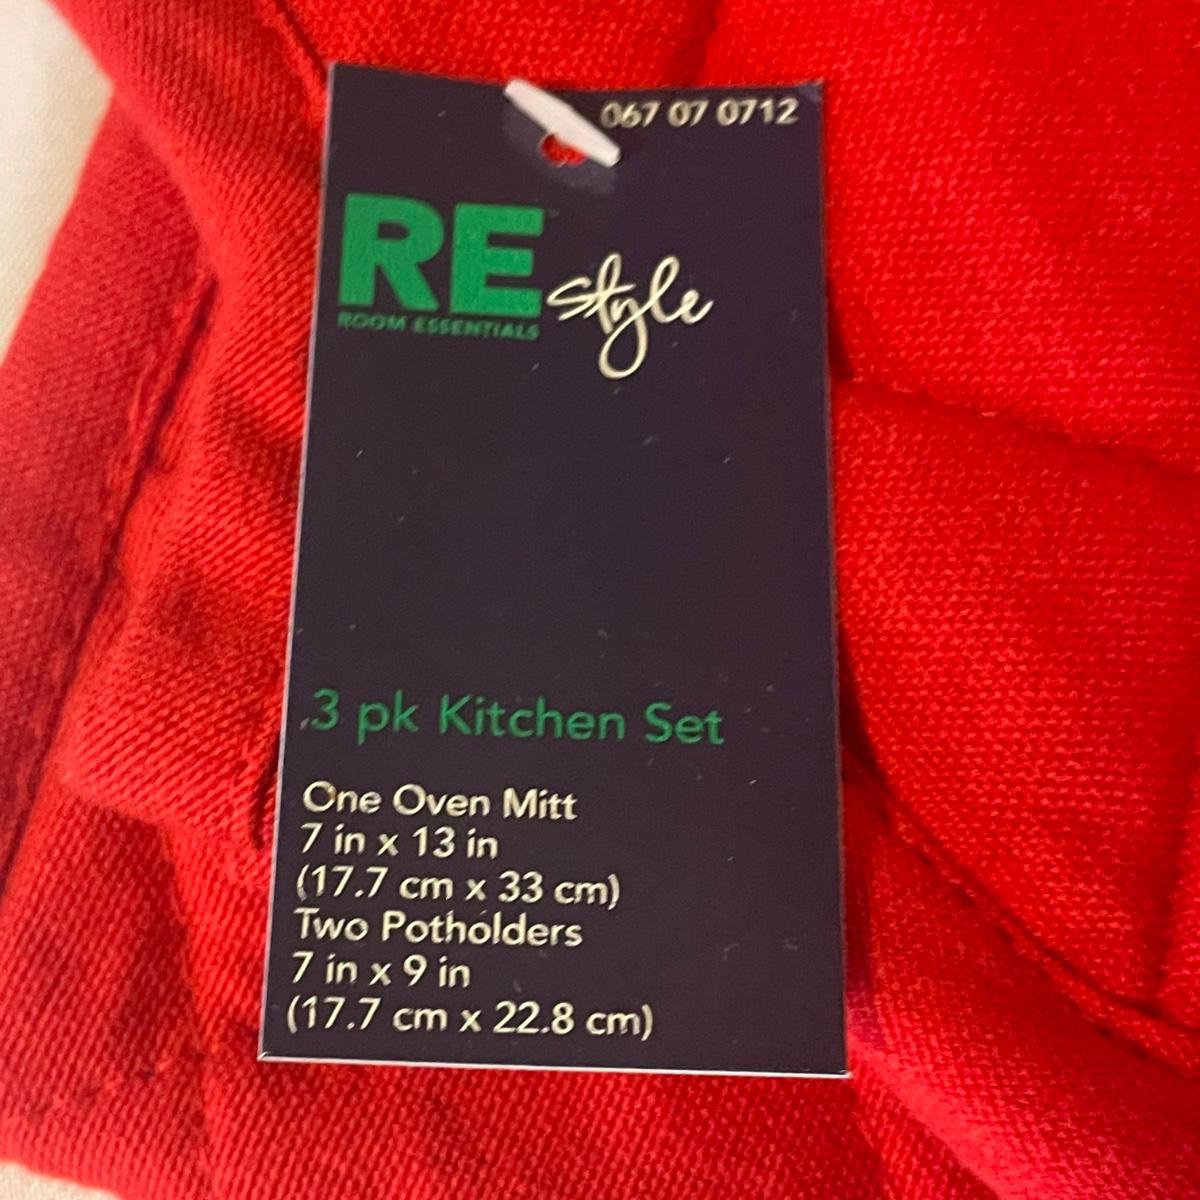 067 07 0712
RE style
ROOM ESSENTIALS
3 pk Kitchen Set
One Oven Mitt
7 in x 13 in
(17.7 cm x 33 cm)
Two Potholders
7 in x 9 in
(17.7 cm x 22.8 cm)